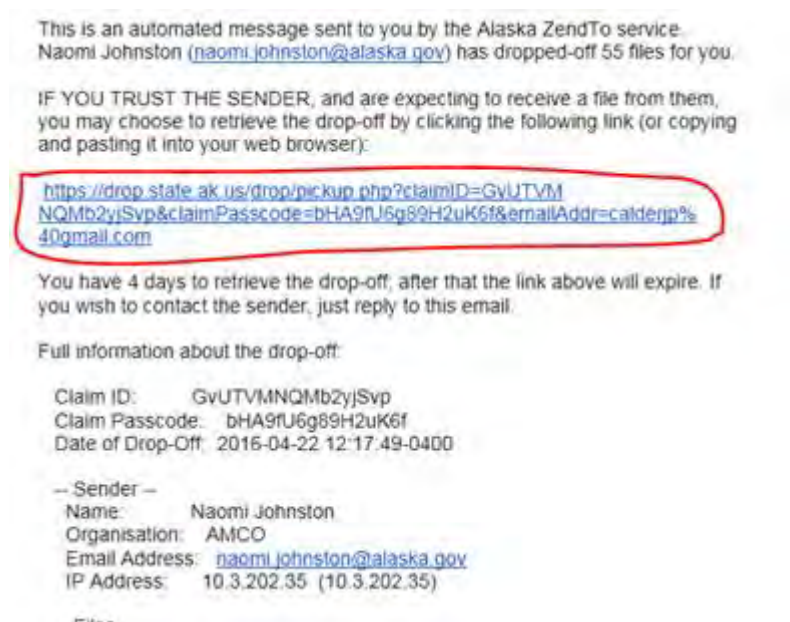 This is an automated message sent to you by the Alaska ZendTo service.
Naomi Johnston (naomi.johnston@alaska.gov) has dropped-off 55 files for you.
IF YOU TRUST THE SENDER, and are expecting to receive a file from them,
you may choose to retrieve the drop-off by clicking the following link (or copying
and pasting it into your web browser):
https://drop.state.ak.us/drop/pickup.php?claimID=GvUTVM
NQMb2yjSvp&claimPasscode=bHA9fU6g89H2uK6f&emailAddr=calderjp%
40gmail.com
You have 4 days to retrieve the drop-off, after that the link above will expire. If
you wish to contact the sender, just reply to this email.
Full information about the drop-off:
Claim ID: GvUTVMNQMb2yjSvp
Claim Passcode: bHA9fU6g89H2uK6f
Date of Drop-Off: 2016-04-22 12:17:49-0400
-- Sender --
Name: Naomi Johnston
Organisation: AMCO
Email Address: naomi.johnston@alaska.gov
IP Address: 10.3.202.35 (10.3.202.35)